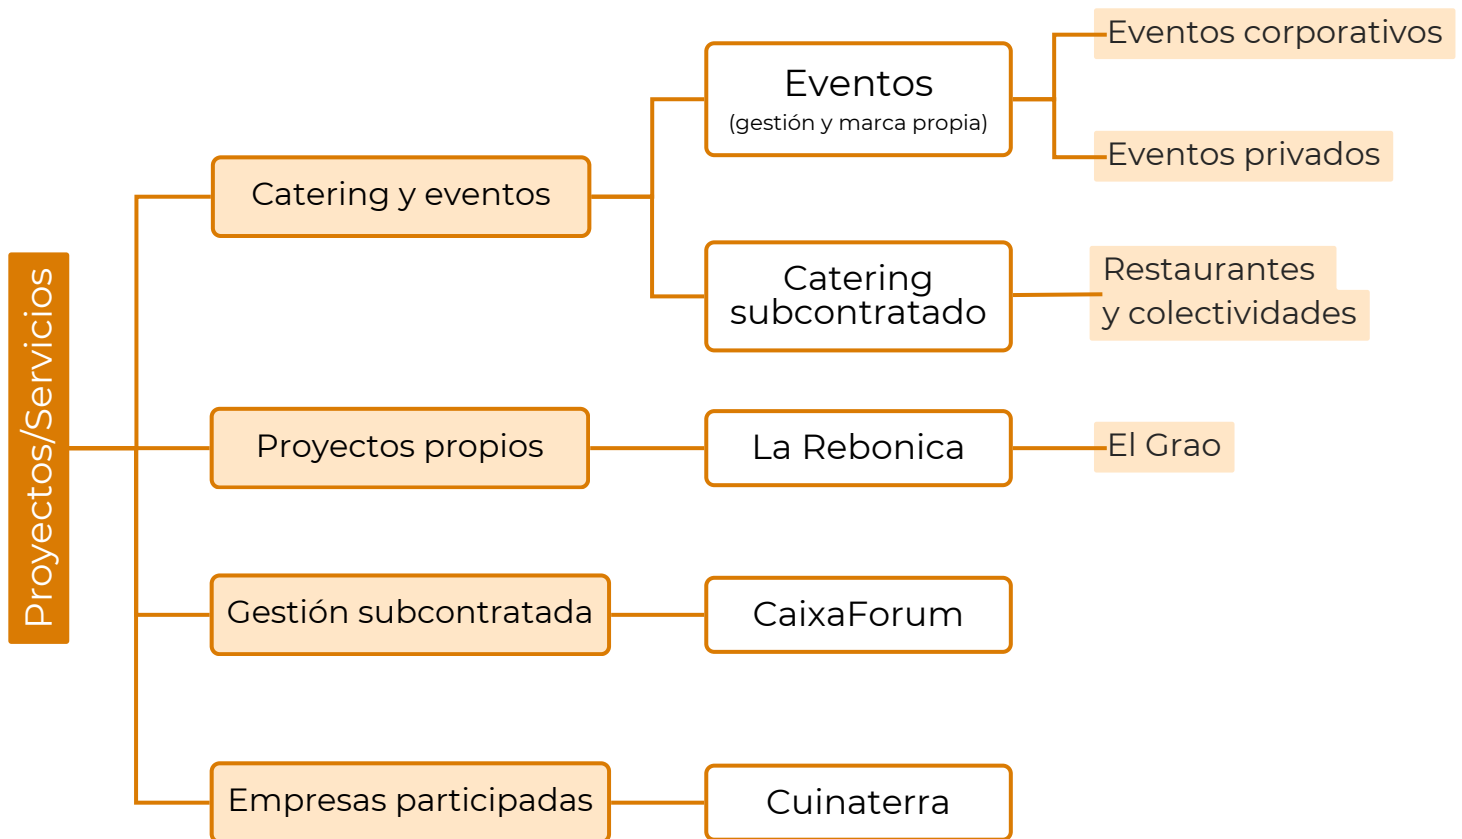 Proyectos/Servicios
Catering y eventos
Eventos
(gestión y marca propia)
Eventos corporativos
Eventos privados
Catering
subcontratado
Restaurantes
y colectividades
Proyectos propios
La Rebonica
El Grao
Gestión subcontratada
CaixaForum
Empresas participadas
Cuinaterra